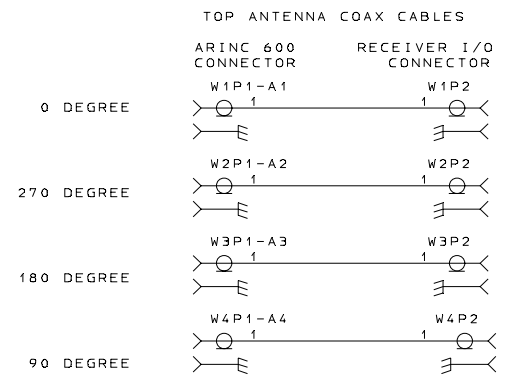 TOP ANTENNA COAX CABLES
ARINC 600 CONNECTOR
RECEIVER I/O CONNECTOR
W1P1-A1 W1P2
0 DEGREE 1 1
W2P1-A2 W2P2
270 DEGREE 1 1
W3P1-A3 W3P2
180 DEGREE 1 1
W4P1-A4 W4P2
90 DEGREE 1 1